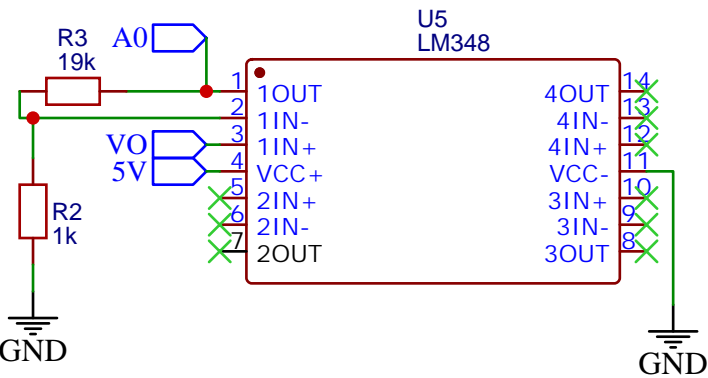 U5
LM348
R3
19k
A0
1 1OUT 4OUT 14
2 1IN- 4IN- 13
VO 3 1IN+ 4IN+ 12
5V 4 VCC+ VCC- 11
5 2IN+ 3IN+ 10
6 2IN- 3IN- 9
7 2OUT 3OUT 8
R2
1k
GND
GND